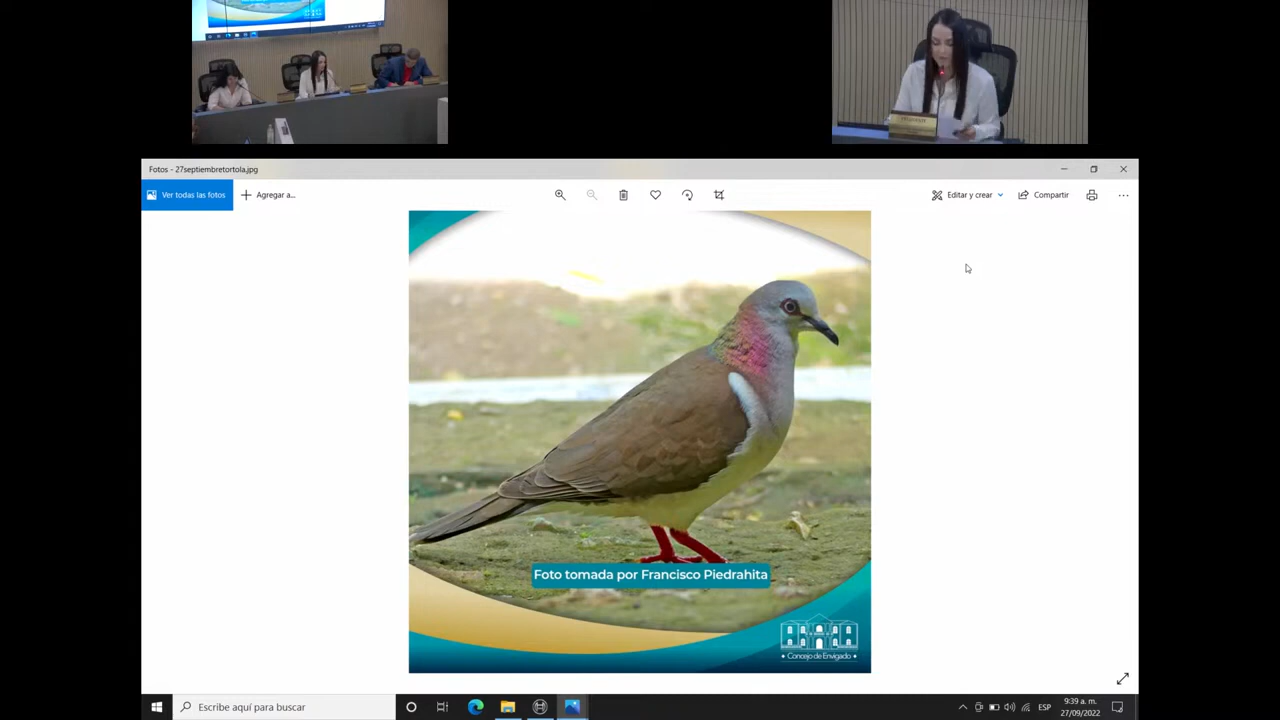 Fotos - 27septiembretortola.jpg
Ver todas las fotos
Agregar a...
Editar y crear
Compartir
Foto tomada por Francisco Piedrahita
Concejo de Envigado
Escribe aquí para buscar
ESP
9:39 a. m.
27/09/2022